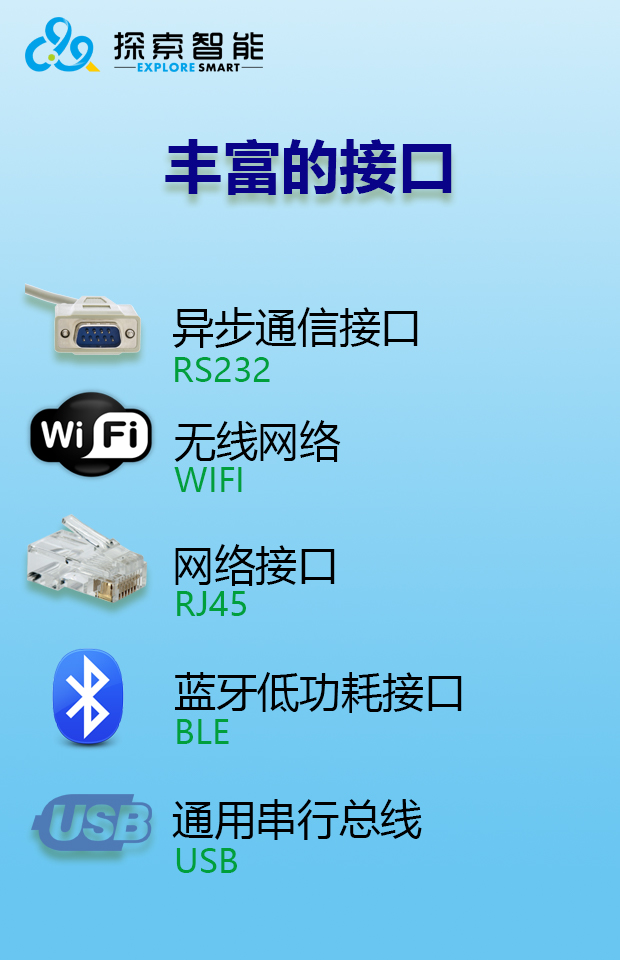 探索智能
EXPLORE SMART
丰富的接口
异步通信接口
RS232
WiFi
无线网络
WIFI
网络接口
RJ45
蓝牙低功耗接口
BLE
USB
通用串行总线
USB